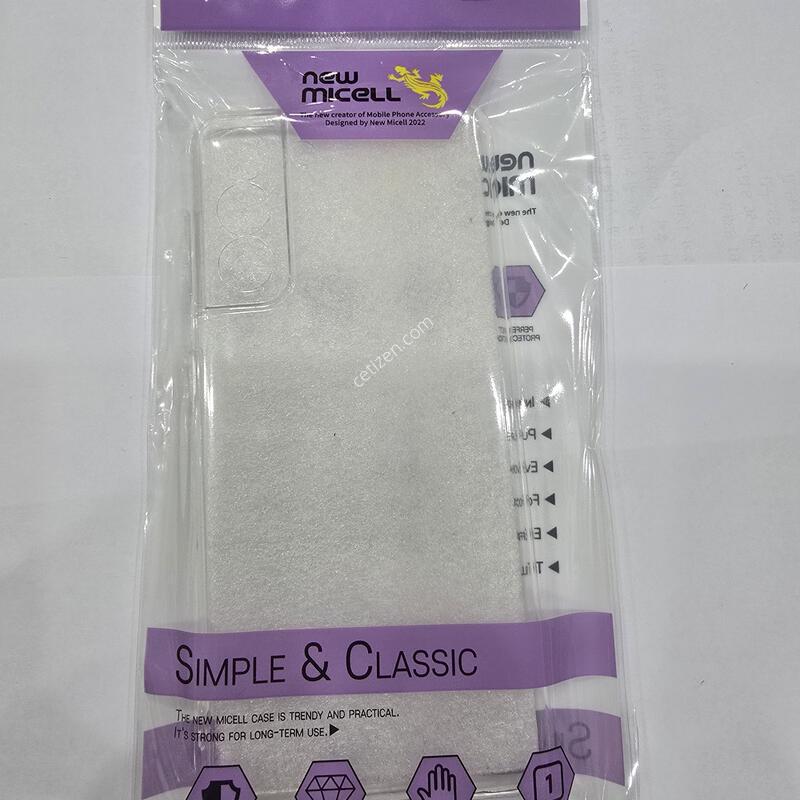 new
micell
The new creator of Mobile Phone Accessory
Designed by New Micell 2022
cetizen.com
SIMPLE & CLASSIC
THE NEW MICELL CASE IS TRENDY AND PRACTICAL.
IT'S STRONG FOR LONG-TERM USE.▶
1